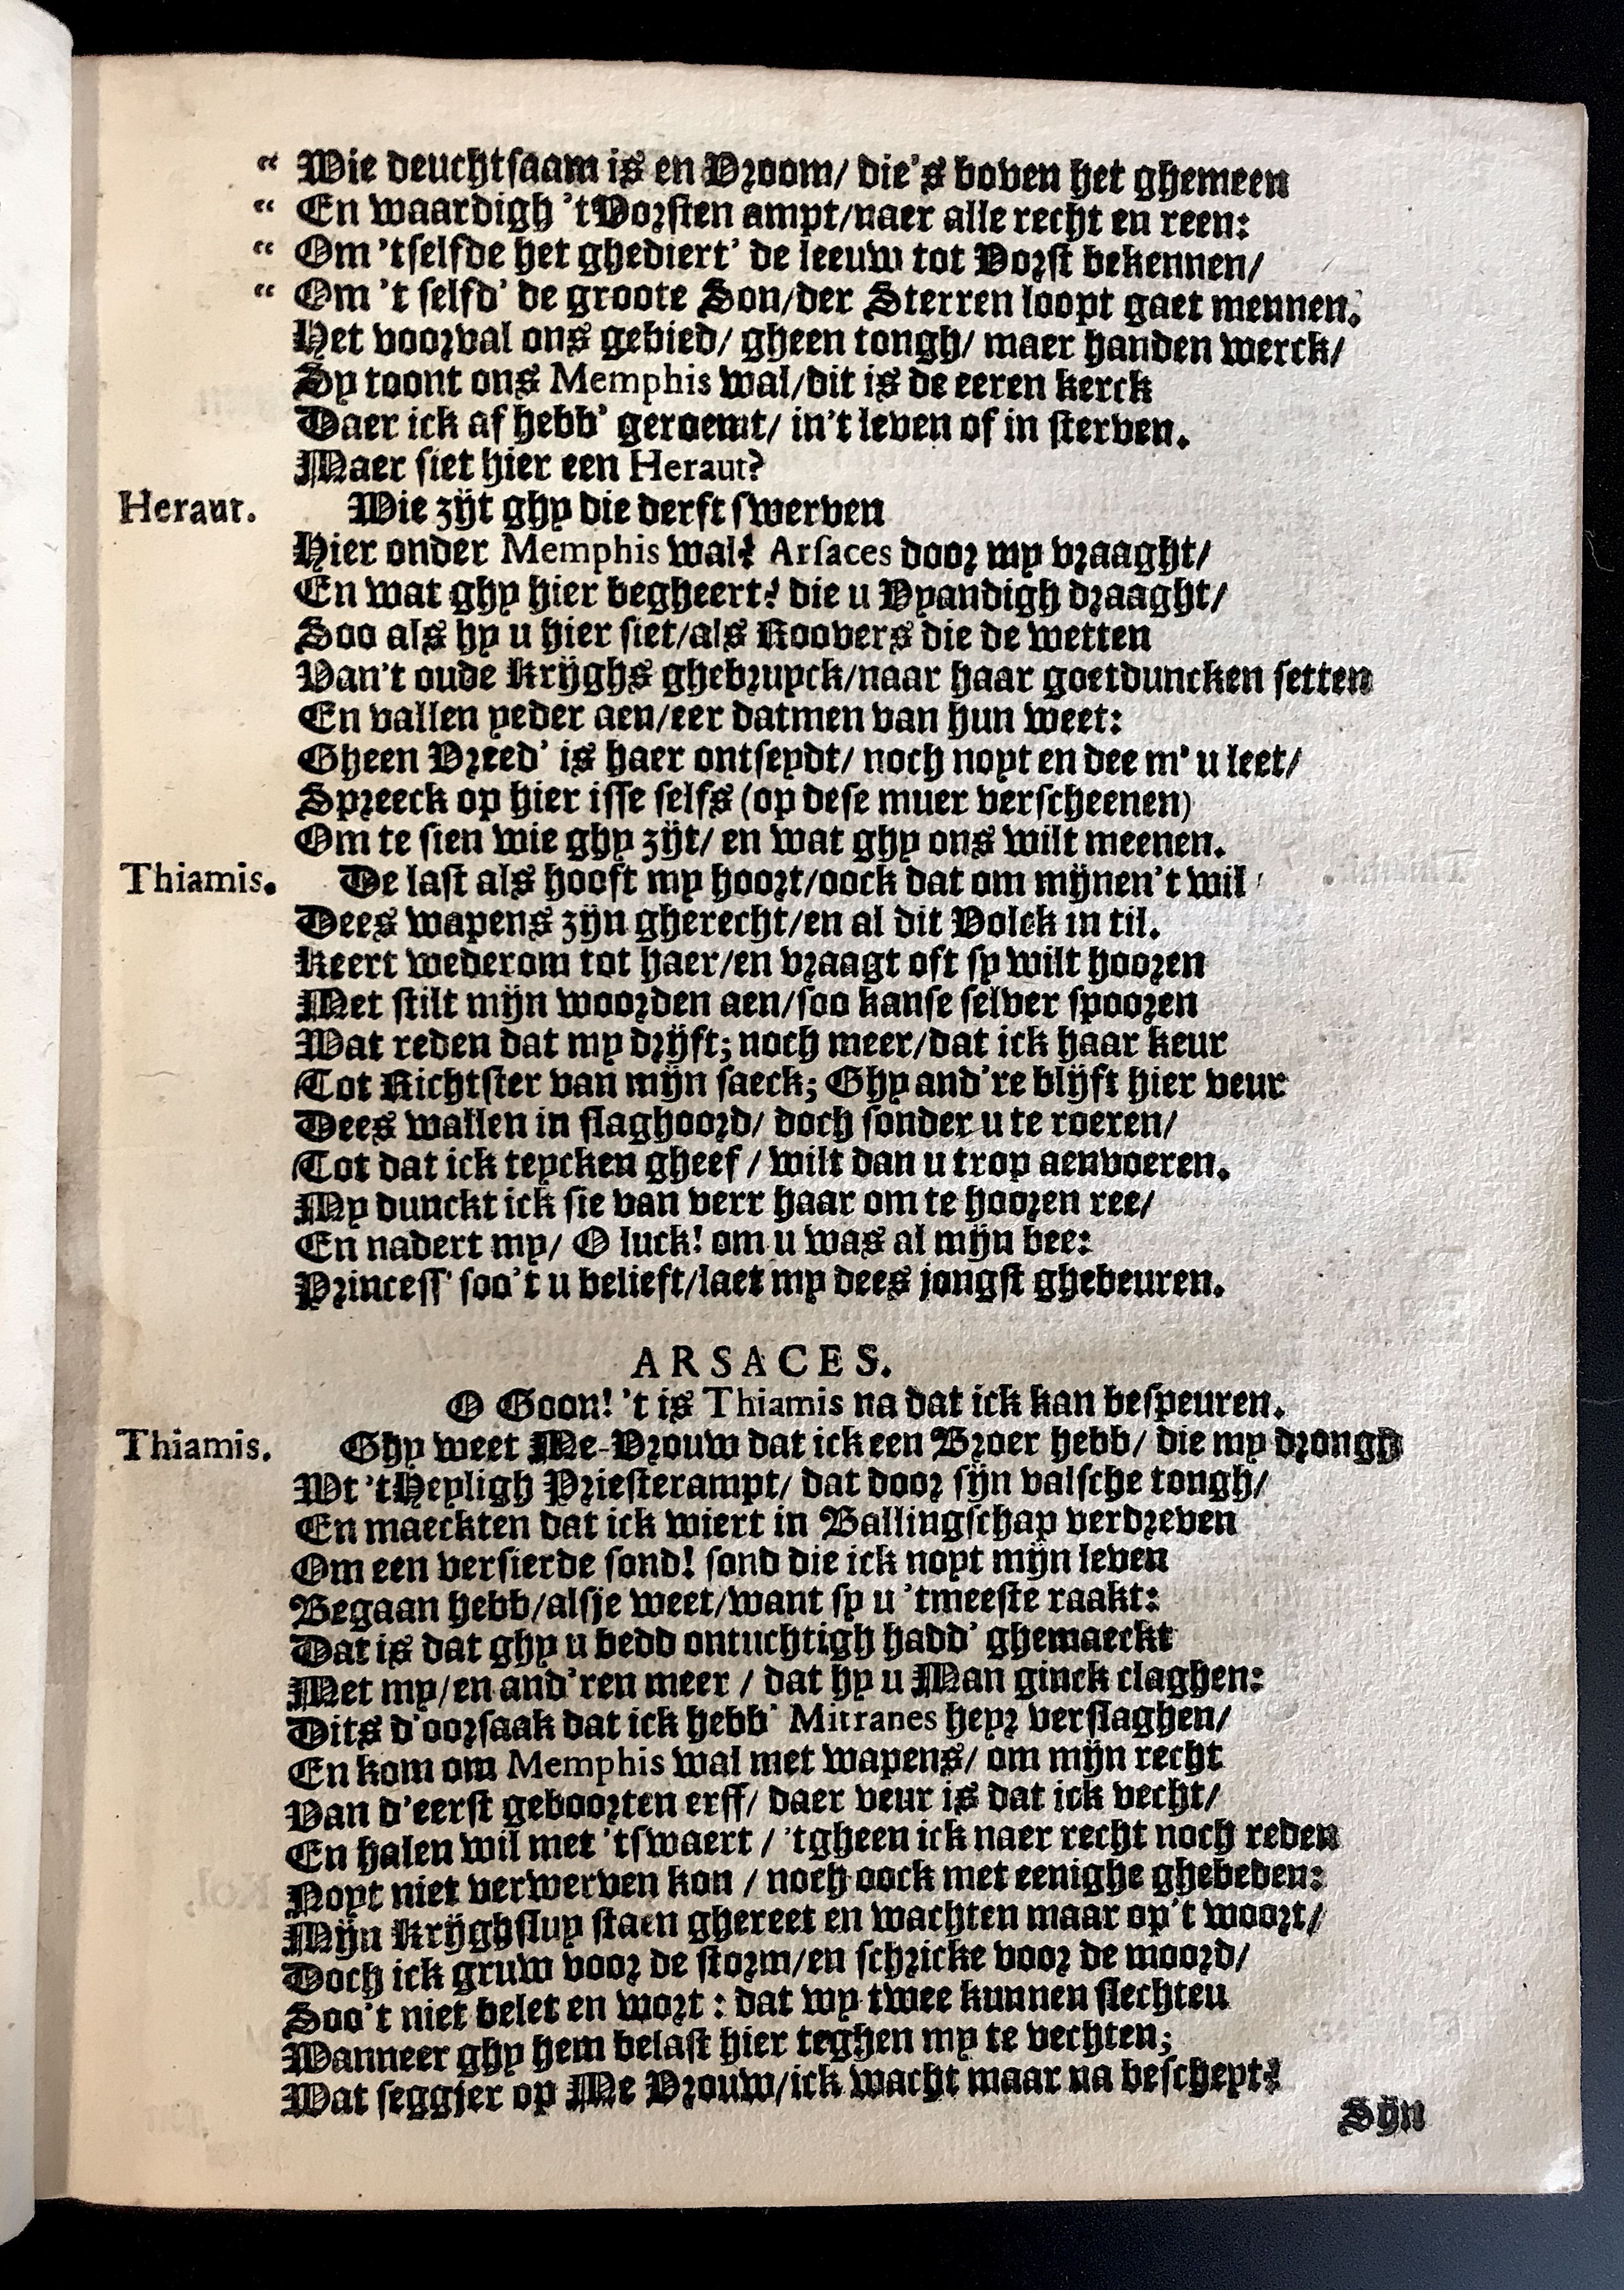 “ Wie deuchtsaam is en Vroom/ die's boven het ghemeen
“ En waardigh 't Vorsten ampt/naer alle recht en reen:
“ Om 'tselfde het ghediert' de leeuw tot Vorst bekennen/
“ Om 't selfd' de groote Son/der Sterren loopt gaet mennen.
Het voorval ons gebied/ gheen tongh/ maer handen werck/
Sy toont ons Memphis wal/dit is de eeren kerck
Daer ick af hebb' geroemt/ in't leven of in sterven.
Maer siet hier een Heraut?
Heraut. Wie zijt ghy die derft swerven
Hier onder Memphis wal? Arsaces door my vraaght/
En wat ghy hier begheert? die u Vyandigh draaght/
Soo als hy u hier siet/als Roovers die de wetten
Van't oude Krijghs ghebruyck/naar haar goetduncken setten
En vallen yeder aen/eer datmen van hun weet:
Gheen Vreed' is haer ontseydt/ noch noyt en dee m' u leet/
Spreeck op hier isse selfs (op dese muer verscheenen)
Om te sien wie ghy zijt/ en wat ghy ons wilt meenen.
Thiamis. De last als hooft my hoort/oock dat om mijnen't wil/
Dees wapens zijn gherecht/en al dit Volck in til.
Keert wederom tot haer/en vraagt oft sy wilt hooren
Met stilt mijn woorden aen/soo kanse selver spooren
Wat reden dat my drijft; noch meer/dat ick haar keur
Tot Richtster van mijn saeck; Ghy and're blijft hier veur
Dees wallen in slaghoord/ doch sonder u te roeren/
Tot dat ick teycken gheef/ wilt dan u trop aenvoeren.
My dunckt ick sie van verr haar om te hooren ree/
En nadert my/ O luck! om u was al mijn bee:
Princess' soo't u belieft/laet my dees jongst ghebeuren.
ARSACES.
O Goon! 't is Thiamis na dat ick kan bespeuren.
Thiamis. Ghy weet Me-Vrouw dat ick een Broer hebb/ die my drongh
Wt 't Heyligh Priesterampt/ dat door sijn valsche tongh/
En maeckten dat ick wiert in Ballingschap verdreven
Om een versierde sond! sond die ick noyt mijn leven
Begaan hebb/alsje weet/want sy u 'tmeeste raakt:
Dat is dat ghy u bedd ontuchtigh hadd' ghemaeckt
Met my/en and'ren meer / dat hy u Man ginck claghen:
Dits d'oorsaak dat ick hebb' Mitranes heyr verslaghen/
En kom om Memphis wal met wapens/ om mijn recht
Van d'eerst geboorten erff/ daer veur is dat ick vecht/
En halen wil met 'tswaert / 'tgheen ick naer recht noch reden
Noyt niet verwerven kon / noch oock met eenighe ghebeden:
Mijn Krijghsluy staen ghereet en wachten maar op't woort/
Doch ick gruw voor de storm/en schricke voor de moord/
Soo't niet belet en wort: dat wy twee kunnen slechten
Wanneer ghy hem belast hier teghen my te vechten;
Wat seggjer op Me Vrouw/ick wacht maar na bescheyt?
Sijn